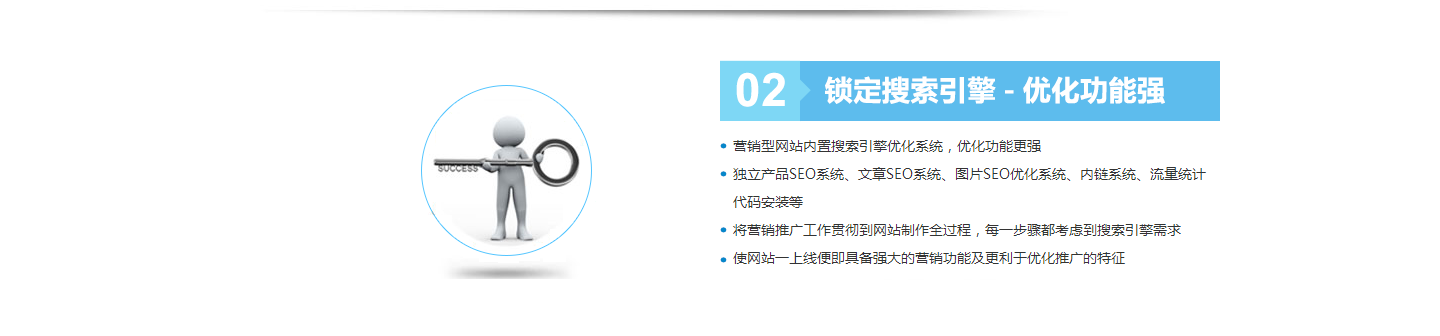 02
锁定搜索引擎 - 优化功能强
SUCCESS
营销型网站内置搜索引擎优化系统，优化功能更强
独立产品SEO系统、文章SEO系统、图片SEO优化系统、内链系统、流量统计
代码安装等
将营销推广工作贯彻到网站制作全过程，每一步骤都考虑到搜索引擎需求
使网站一上线便即具备强大的营销功能及更利于优化推广的特征